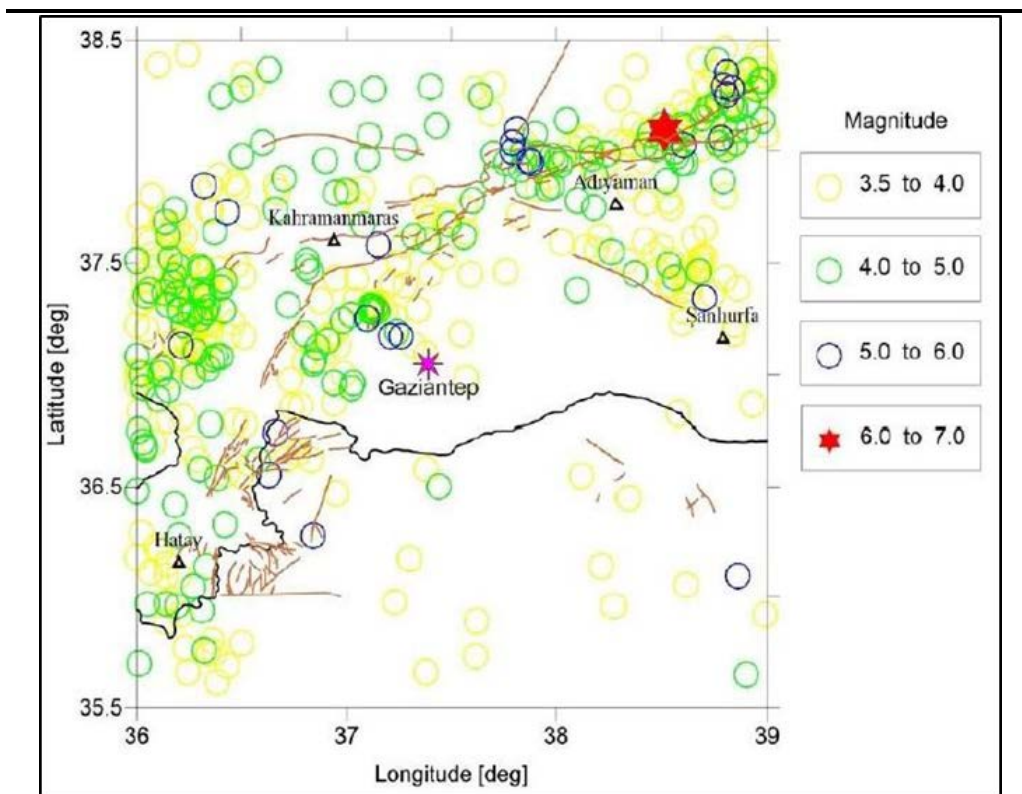 38.5
37.5
36.5
35.5
36
37
38
39
Latitude [deg]
Longitude [deg]
Kahramanmaras
Adıyaman
Şanlıurfa
Gaziantep
Hatay
Magnitude
3.5 to 4.0
4.0 to 5.0
5.0 to 6.0
6.0 to 7.0